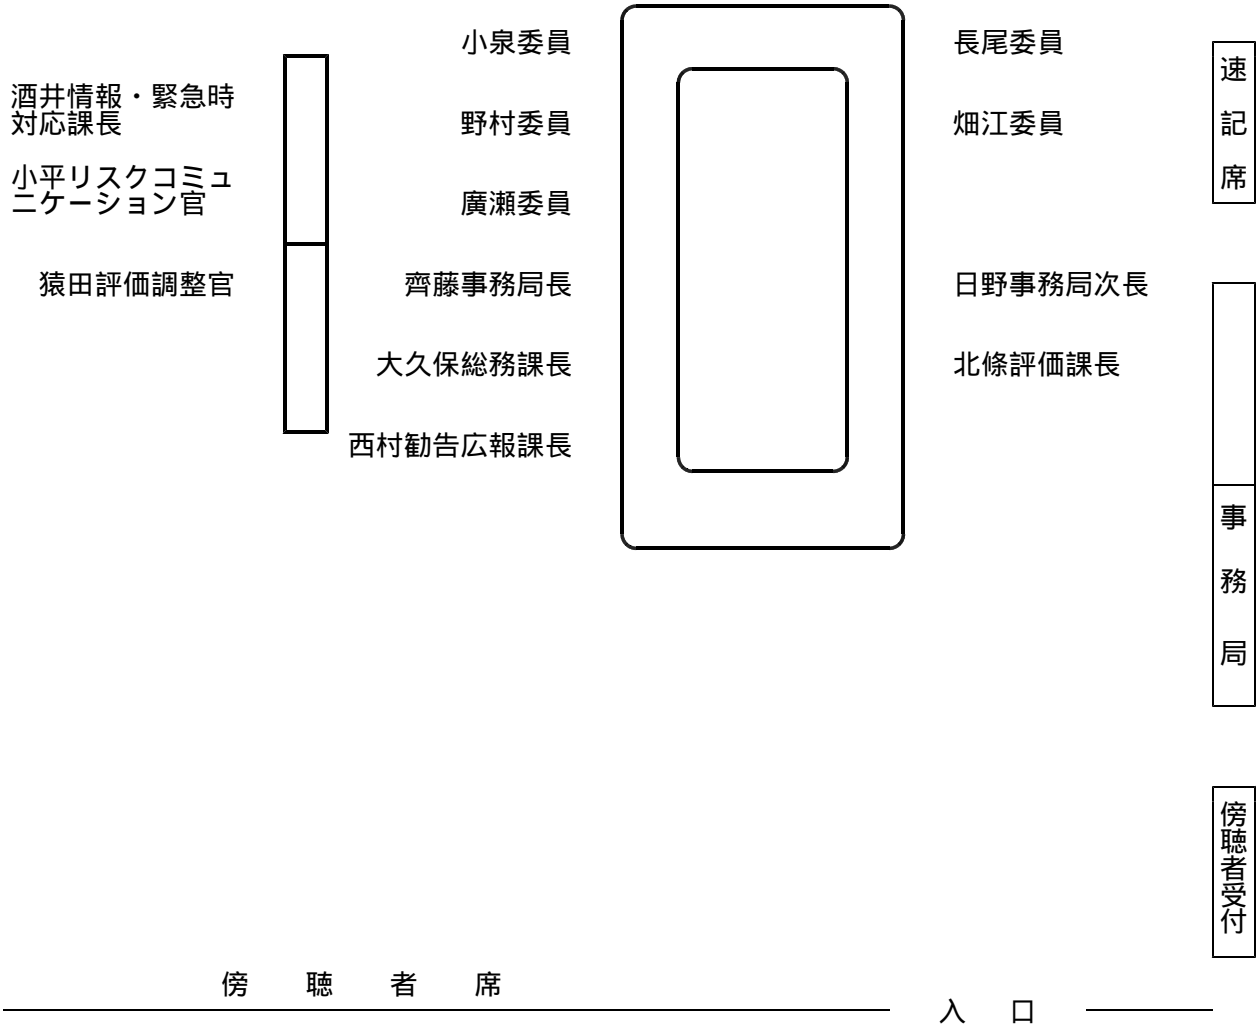 小泉委員
長尾委員
酒井情報・緊急時
対応課長
野村委員
畑江委員
速記席
小平リスクコミュ
ニケーション官
廣瀬委員
猿田評価調整官
齊藤事務局長
日野事務局次長
大久保総務課長
北條評価課長
西村勧告広報課長
事務局
傍聴者受付
傍聴者席
入口